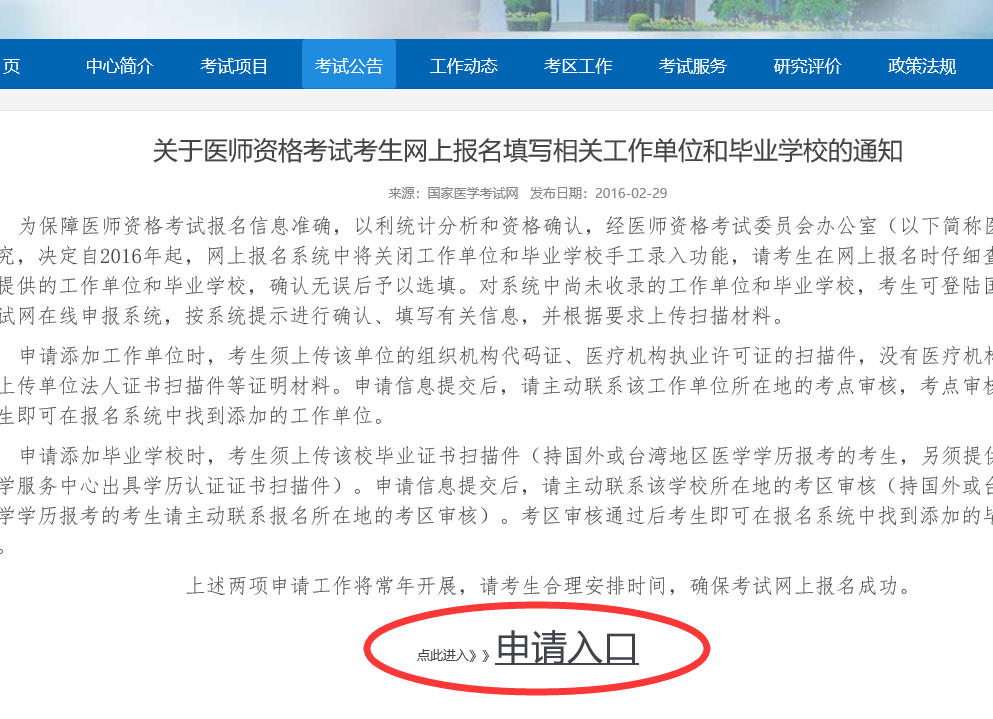 页 中心简介 考试项目 考试公告 工作动态 考区工作 考试服务 研究评价 政策法规
关于医师资格考试考生网上报名填写相关工作单位和毕业学校的通知
来源：国家医学考试网 发布日期：2016-02-29
为保障医师资格考试报名信息准确，以利统计分析和资格确认，经医师资格考试委员会办公室（以下简称医
究，决定自2016年起，网上报名系统中将关闭工作单位和毕业学校手工录入功能，请考生在网上报名时仔细查
提供的工作单位和毕业学校，确认无误后予以选填。对系统中尚未收录的工作单位和毕业学校，考生可登陆国
试网在线申报系统，按系统提示进行确认、填写有关信息，并根据要求上传扫描材料。
申请添加工作单位时，考生须上传该单位的组织机构代码证、医疗机构执业许可证的扫描件，没有医疗机构
上传单位法人证书扫描件等证明材料。申请信息提交后，请主动联系该工作单位所在地的考点审核，考点审核
生即可在报名系统中找到添加的工作单位。
申请添加毕业学校时，考生须上传该校毕业证书扫描件（持国外或台湾地区医学学历报考的考生，另须提供
学服务中心出具学历认证证书扫描件）。申请信息提交后，请主动联系该学校所在地的考区审核（持国外或台
学学历报考的考生请主动联系报名所在地的考区审核）。考区审核通过后考生即可在报名系统中找到添加的毕
。
上述两项申请工作将常年开展，请考生合理安排时间，确保考试网上报名成功。
点此进入》》申请入口